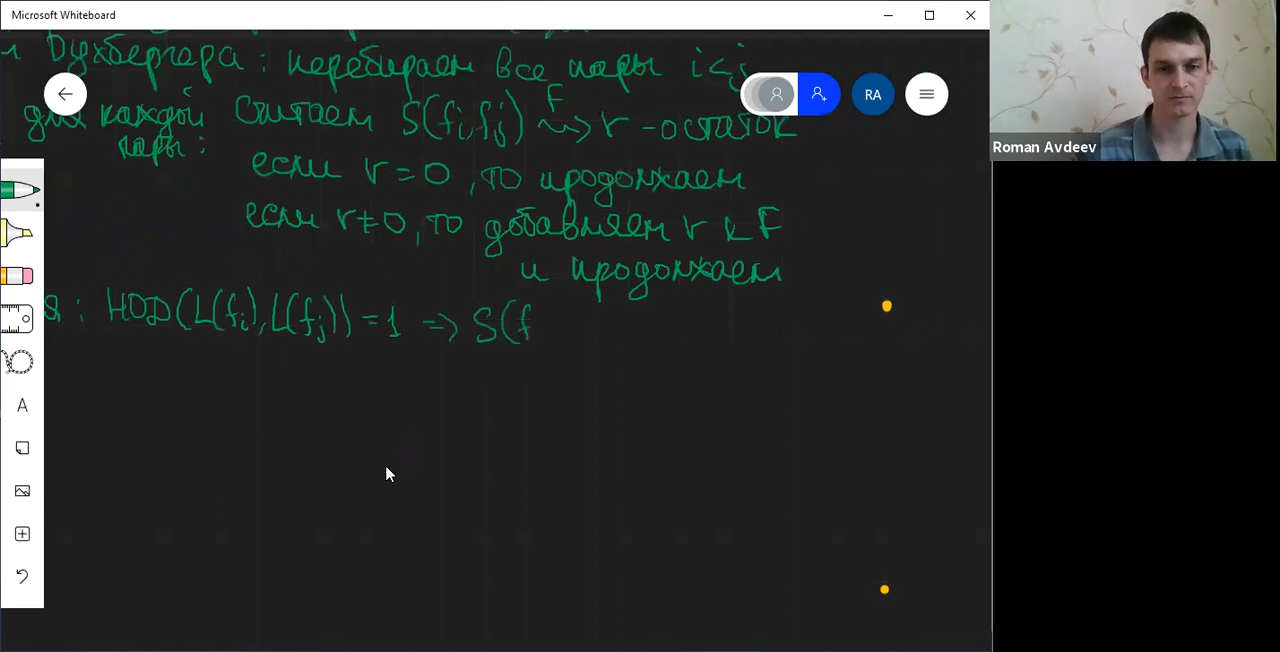 Microsoft Whiteboard
м Бухбергера: перебираем все пары i<j
для каждой пары: считаем S(fi, fj) ⇝^F r - остаток
если r = 0, то продолжаем
если r ≠ 0, то добавляем r к F
и продолжаем
я: НОД(L(fi), L(fj)) = 1 => S(f
RA
A
Roman Avdeev